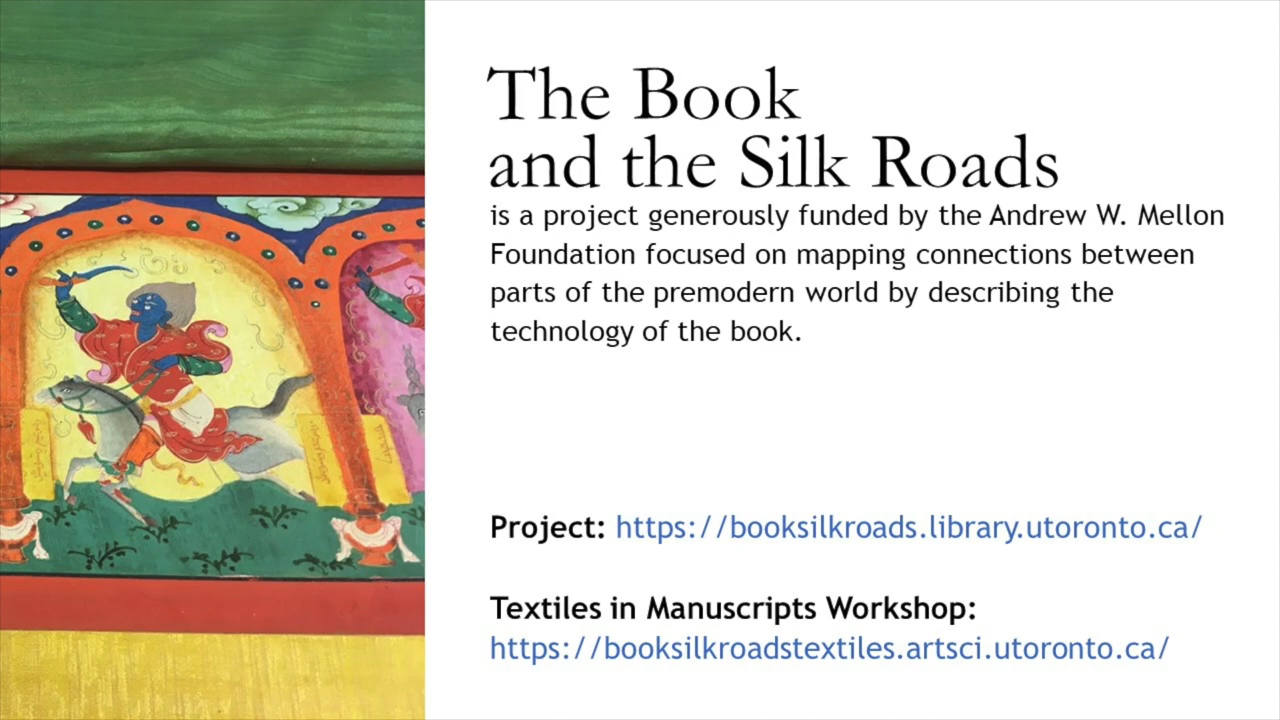 The Book
and the Silk Roads
is a project generously funded by the Andrew W. Mellon
Foundation focused on mapping connections between
parts of the premodern world by describing the
technology of the book.
Project: https://booksilkroads.library.utoronto.ca/
Textiles in Manuscripts Workshop:
https://booksilkroadstextiles.artsci.utoronto.ca/